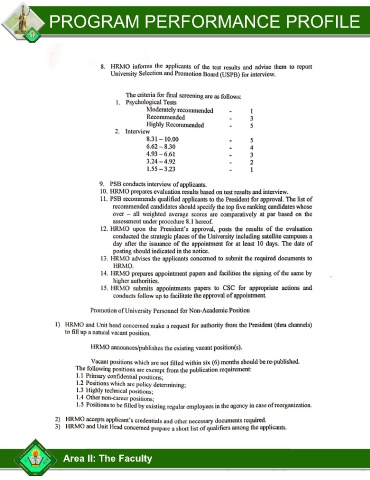 PROGRAM PERFORMANCE PROFILE
8. HRMO informs the applicants of the test results and advise them to report
University Selection and Promotion Board (USPB) for interview.
The criteria for final screening are as follows:
1. Psychological Tests
Moderately recommended - 1
Recommended - 3
Highly Recommended - 5
2. Interview
8.31 – 10.00 - 5
6.62 – 8.30 - 4
4.93 – 6.61 - 3
3.24 – 4.92 - 2
1.55 – 3.23 - 1
9. PSB conducts interview of applicants.
10. HRMO prepares evaluation results based on test results and interview.
11. PSB recommends qualified applicants to the President for approval. The list of
recommended candidates should specify the top five ranking candidates whose
over – all weighted average scores are comparatively at par based on the
assessment under procedure 8.1 hereof.
12. HRMO upon the President's approval, posts the results of the evaluation
conducted the strategic places of the University including satellite campuses a
day after the issuance of the appointment for at least 10 days. The date of
posting should indicated in the notice.
13. HRMO advises the applicants concerned to submit the required documents to
HRMO.
14. HRMO prepares appointment papers and facilities the signing of the same by
higher authorities.
15. HRMO submits appointments papers to CSC for appropriate actions and
conducts follow up to facilitate the approval of appointment.
Promotion of University Personnel for Non-Academic Position
1) HRMO and Unit head concerned make a request for authority from the President (thru channels)
to fill up a natural vacant position.
HRMO announces/publishes the existing vacant position(s).
Vacant positions which are not filled within six (6) months should be re-published.
The following positions are exempt from the publication requirement:
1.1 Primary confidential positions;
1.2 Positions which are policy determining;
1.3 Highly technical positions;
1.4 Other non-career positions;
1.5 Positions to be filled by existing regular employees in the agency in case of reorganization.
2) HRMO accepts applicant's credentials and other necessary documents required.
3) HRMO and Unit Head concerned prepare a short list of qualifiers among the applicants.
Area II: The Faculty